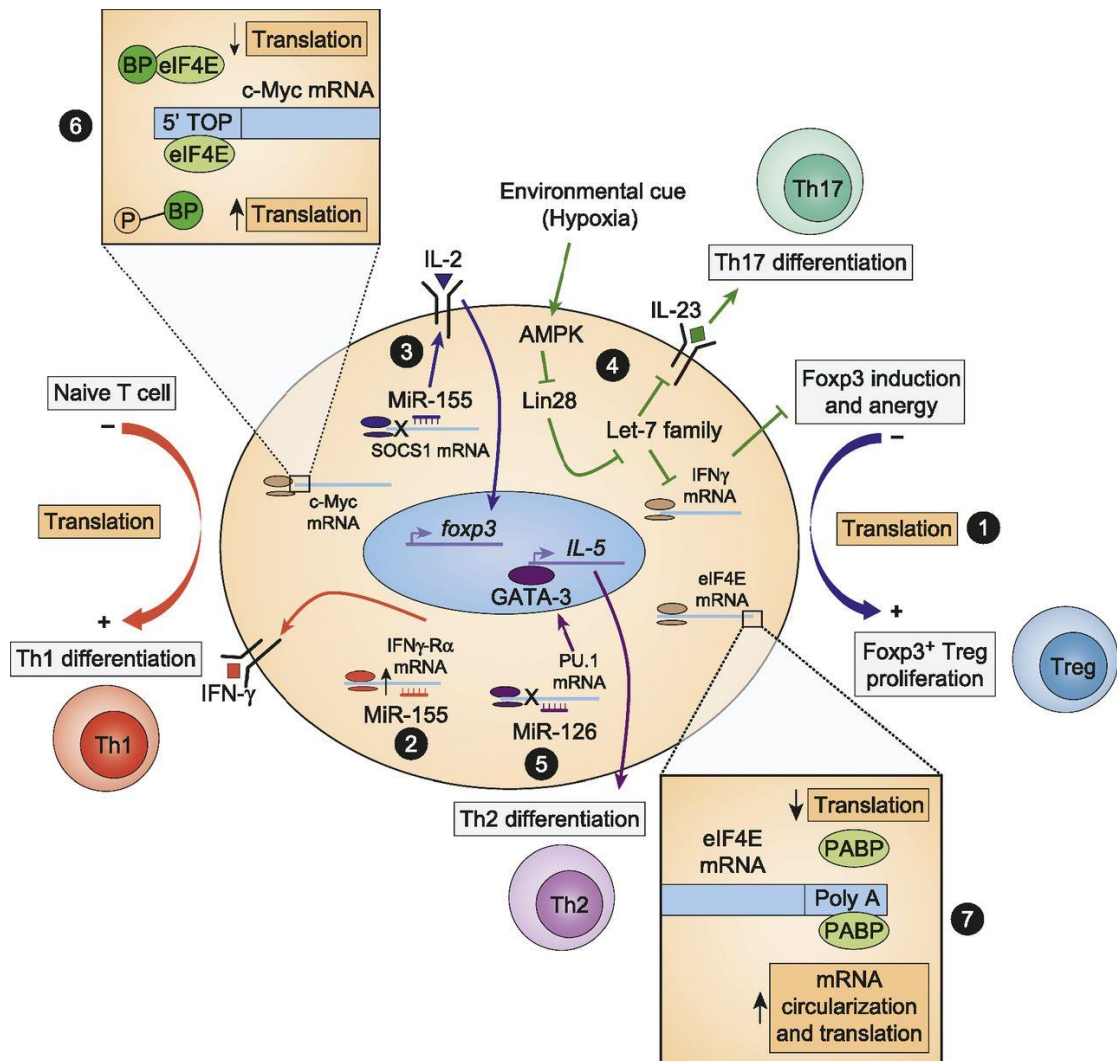 BP
eIF4E
Translation
c-Myc mRNA
5' TOP
eIF4E
P
BP
Translation
6
Environmental cue
(Hypoxia)
Th17
Th17 differentiation
IL-2
IL-23
3
AMPK
4
MiR-155
Lin28
SOCS1 mRNA
Let-7 family
Foxp3 induction
and anergy
Naive T cell
–
–
c-Myc
mRNA
IFNγ
mRNA
Translation
foxp3
Translation
1
IL-5
GATA-3
eIF4E
mRNA
+
+
Th1 differentiation
IFN-γ
Th1
IFNγ-Rα
mRNA
MiR-155
2
PU.1
mRNA
MiR-126
5
Foxp3⁺ Treg
proliferation
Treg
Th2 differentiation
Th2
Translation
eIF4E
mRNA
PABP
Poly A
PABP
7
mRNA
circularization
and translation
X
X